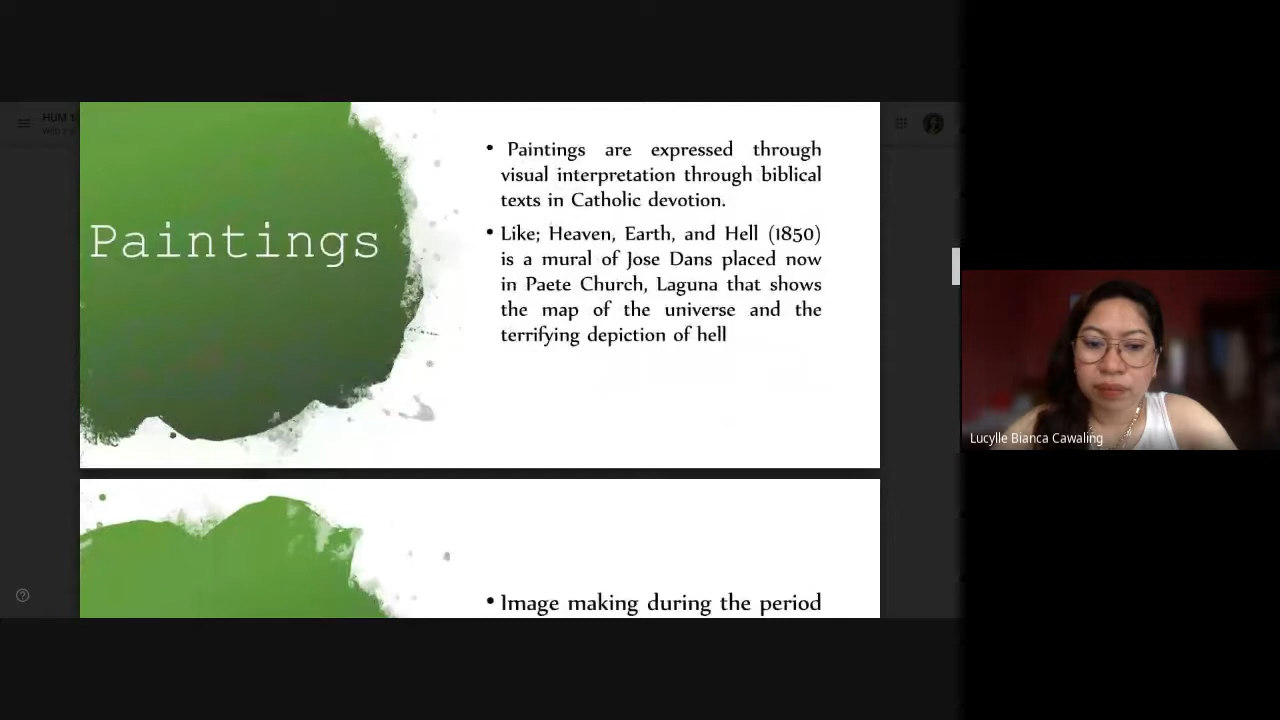 HUM 1
Paintings
• Paintings are expressed through
visual interpretation through biblical
texts in Catholic devotion.
• Like; Heaven, Earth, and Hell (1850)
is a mural of Jose Dans placed now
in Paete Church, Laguna that shows
the map of the universe and the
terrifying depiction of hell
• Image making during the period
Lucylle Bianca Cawaling